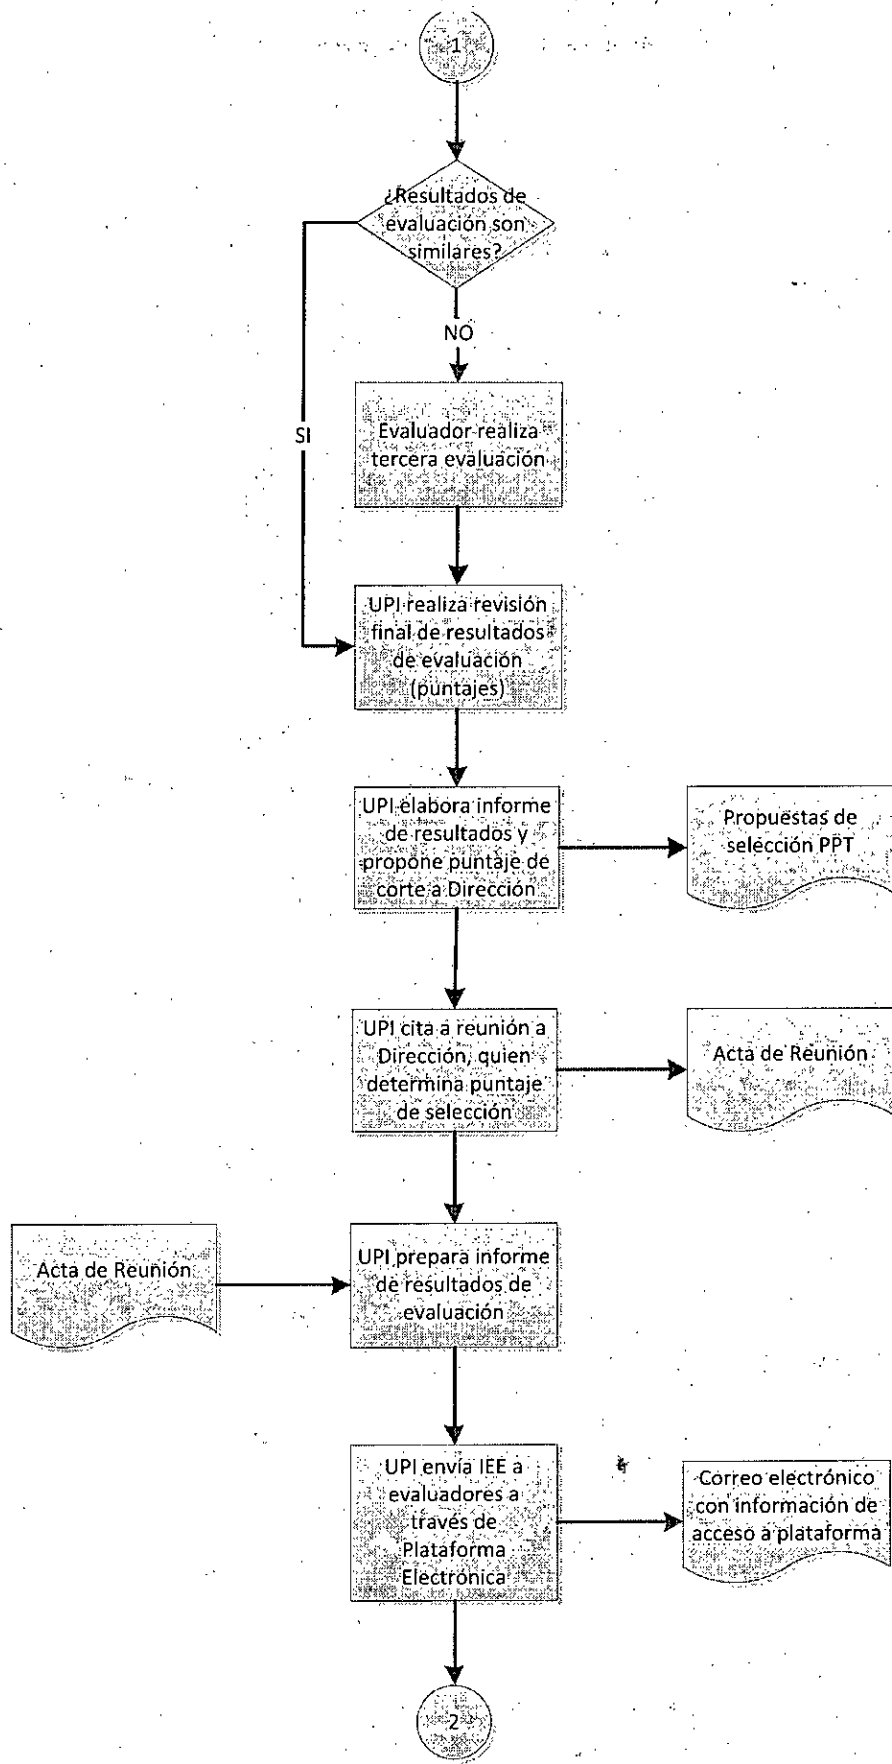 1
¿Resultados de
evaluación son
similares?
NO
SI
Evaluador realiza
tercera evaluación
UPI realiza revisión
final de resultados
de evaluación
(puntajes)
UPI elabora informe
de resultados y
propone puntaje de
corte a Dirección
Propuestas de
selección PPT
UPI cita a reunión a
Dirección, quien
determina puntaje
de selección
Acta de Reunión
Acta de Reunión
UPI prepara informe
de resultados de
evaluación
UPI envía IEE a
evaluadores a
través de
Plataforma
Electrónica
Correo electrónico
con información de
acceso a plataforma
2